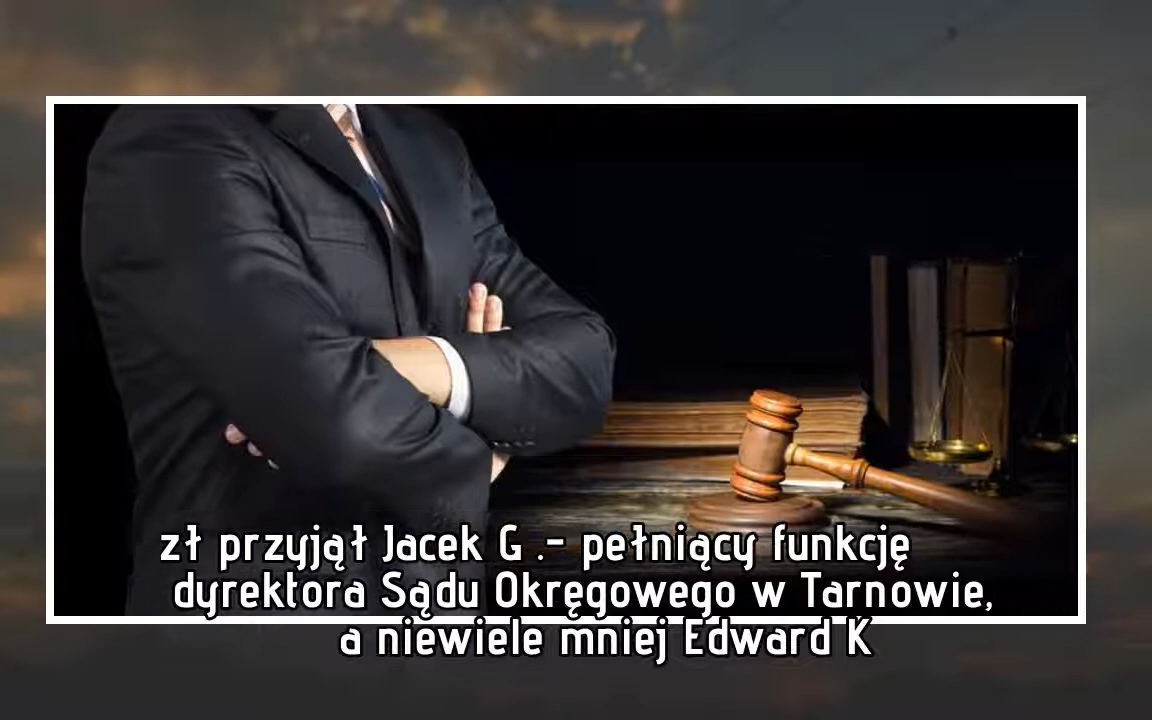 zł przyjął Jacek G .- pełniący funkcję
dyrektora Sądu Okręgowego w Tarnowie,
a niewiele mniej Edward K